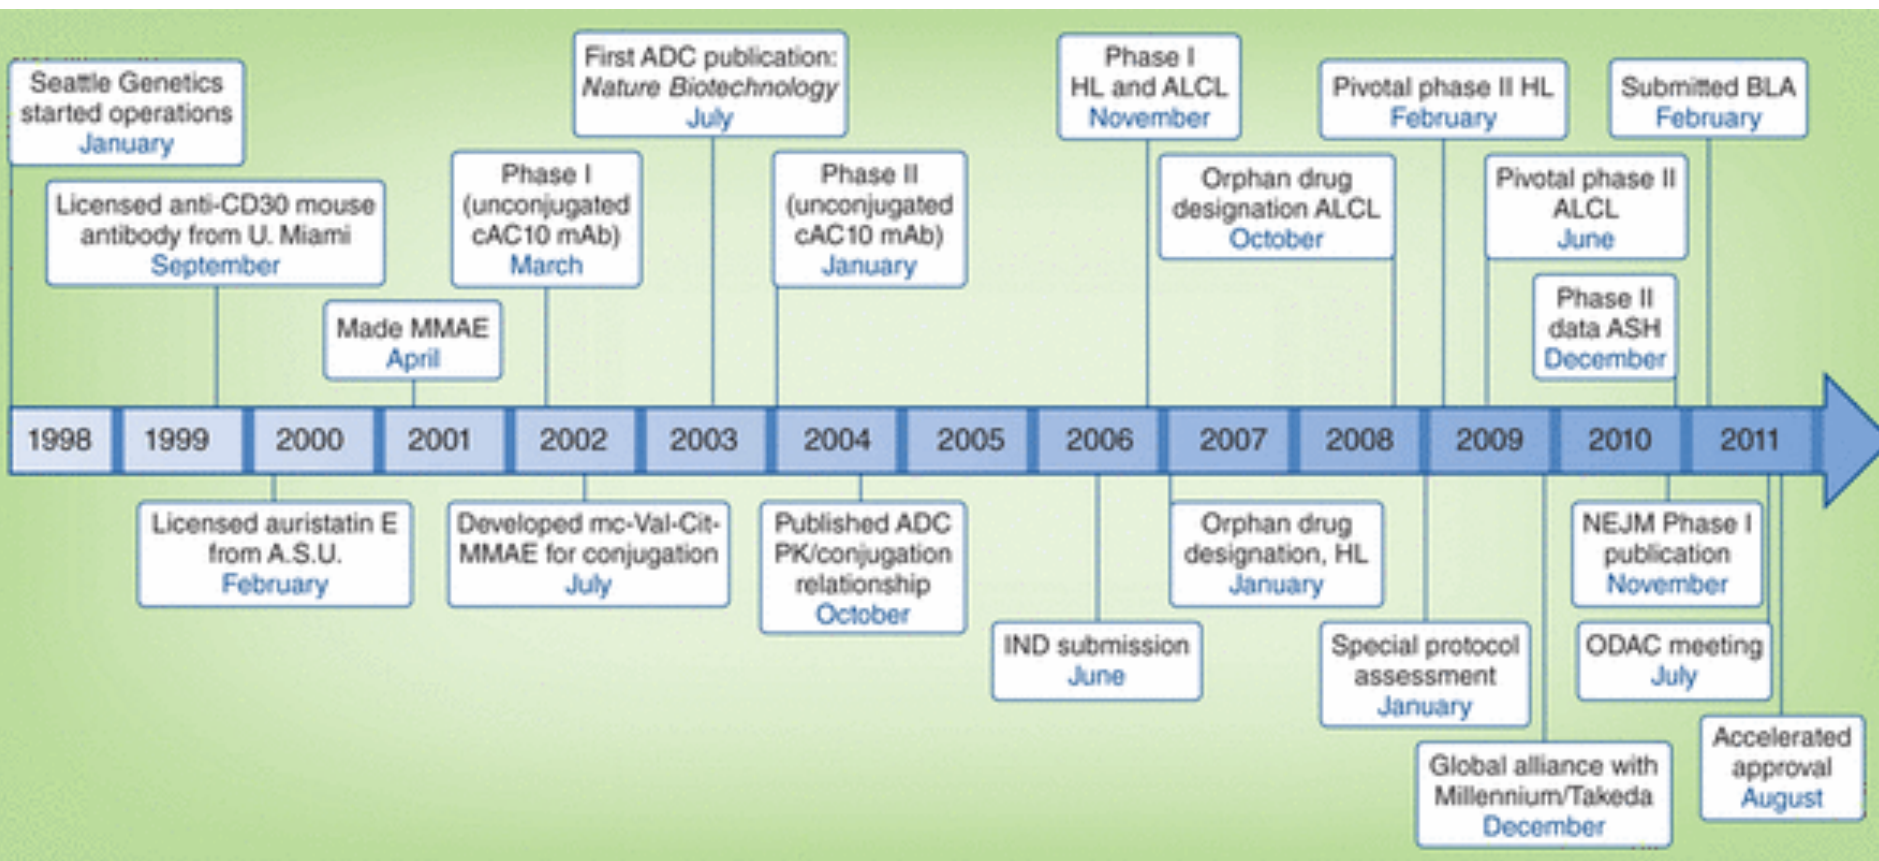 Seattle Genetics
started operations
January
Licensed anti-CD30 mouse
antibody from U. Miami
September
Made MMAE
April
Phase I
(unconjugated
cAC10 mAb)
March
First ADC publication:
Nature Biotechnology
July
Phase II
(unconjugated
cAC10 mAb)
January
Phase I
HL and ALCL
November
Orphan drug
designation ALCL
October
Pivotal phase II HL
February
Pivotal phase II
ALCL
June
Phase II
data ASH
December
Submitted BLA
February
1998 1999 2000 2001 2002 2003 2004 2005 2006 2007 2008 2009 2010 2011
Licensed auristatin E
from A.S.U.
February
Developed mc-Val-Cit-
MMAE for conjugation
July
Published ADC
PK/conjugation
relationship
October
IND submission
June
Orphan drug
designation, HL
January
Special protocol
assessment
January
Global alliance with
Millennium/Takeda
December
NEJM Phase I
publication
November
ODAC meeting
July
Accelerated
approval
August